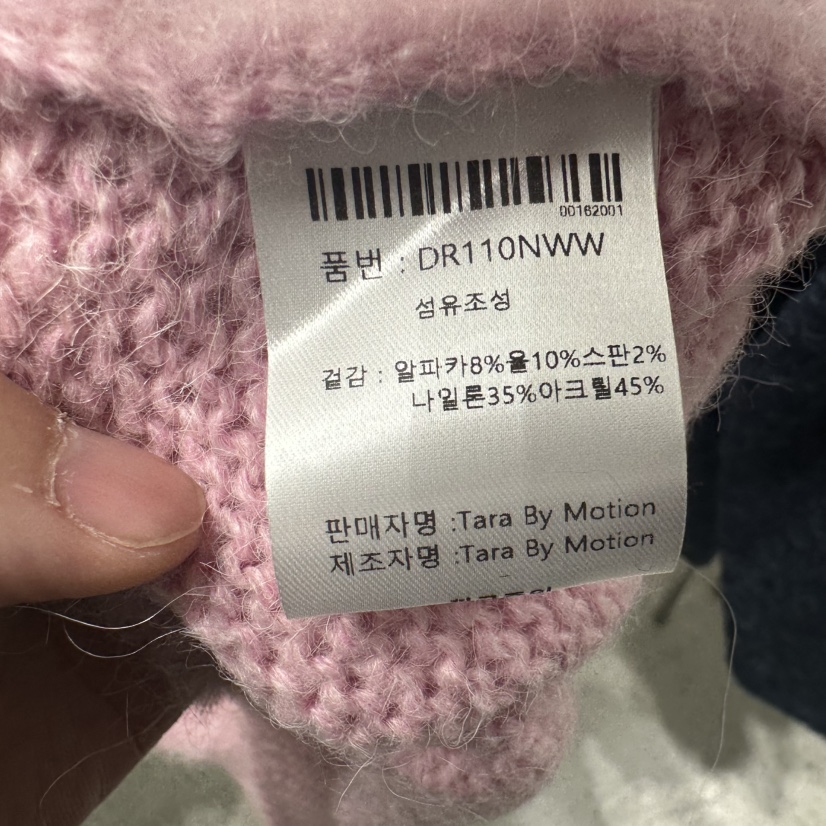 00162001
품번 : DR110NWW
섬유조성
겉감 : 알파카8%울10%스판2%
나일론35%아크릴45%
판매자명 :Tara By Motion
제조자명 :Tara By Motion